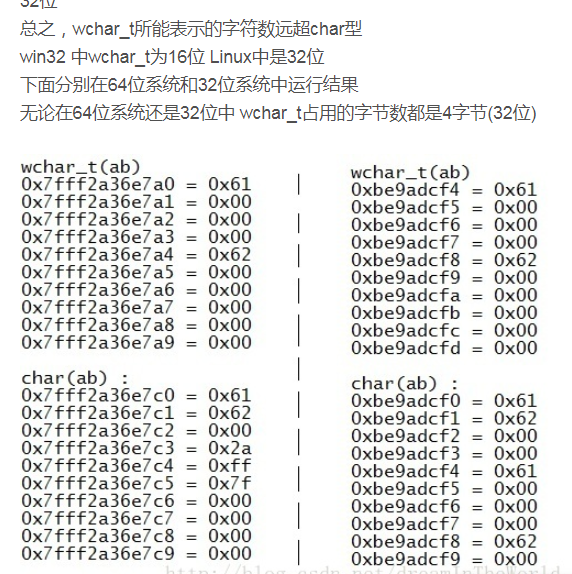 32位
总之，wchar_t所能表示的字符数远超char型
win32 中wchar_t为16位 Linux中是32位
下面分别在64位系统和32位系统中运行结果
无论在64位系统还是32位中 wchar_t占用的字节数都是4字节(32位)
wchar_t(ab)
0x7fff2a36e7a0 = 0x61
0x7fff2a36e7a1 = 0x00
0x7fff2a36e7a2 = 0x00
0x7fff2a36e7a3 = 0x00
0x7fff2a36e7a4 = 0x62
0x7fff2a36e7a5 = 0x00
0x7fff2a36e7a6 = 0x00
0x7fff2a36e7a7 = 0x00
0x7fff2a36e7a8 = 0x00
0x7fff2a36e7a9 = 0x00
char(ab) :
0x7fff2a36e7c0 = 0x61
0x7fff2a36e7c1 = 0x62
0x7fff2a36e7c2 = 0x00
0x7fff2a36e7c3 = 0x2a
0x7fff2a36e7c4 = 0xff
0x7fff2a36e7c5 = 0x7f
0x7fff2a36e7c6 = 0x00
0x7fff2a36e7c7 = 0x00
0x7fff2a36e7c8 = 0x00
0x7fff2a36e7c9 = 0x00
wchar_t(ab)
0xbe9adcf4 = 0x61
0xbe9adcf5 = 0x00
0xbe9adcf6 = 0x00
0xbe9adcf7 = 0x00
0xbe9adcf8 = 0x62
0xbe9adcf9 = 0x00
0xbe9adcfa = 0x00
0xbe9adcfb = 0x00
0xbe9adcfc = 0x00
0xbe9adcfd = 0x00
char(ab) :
0xbe9adcf0 = 0x61
0xbe9adcf1 = 0x62
0xbe9adcf2 = 0x00
0xbe9adcf3 = 0x00
0xbe9adcf4 = 0x61
0xbe9adcf5 = 0x00
0xbe9adcf6 = 0x00
0xbe9adcf7 = 0x00
0xbe9adcf8 = 0x62
0xbe9adcf9 = 0x00